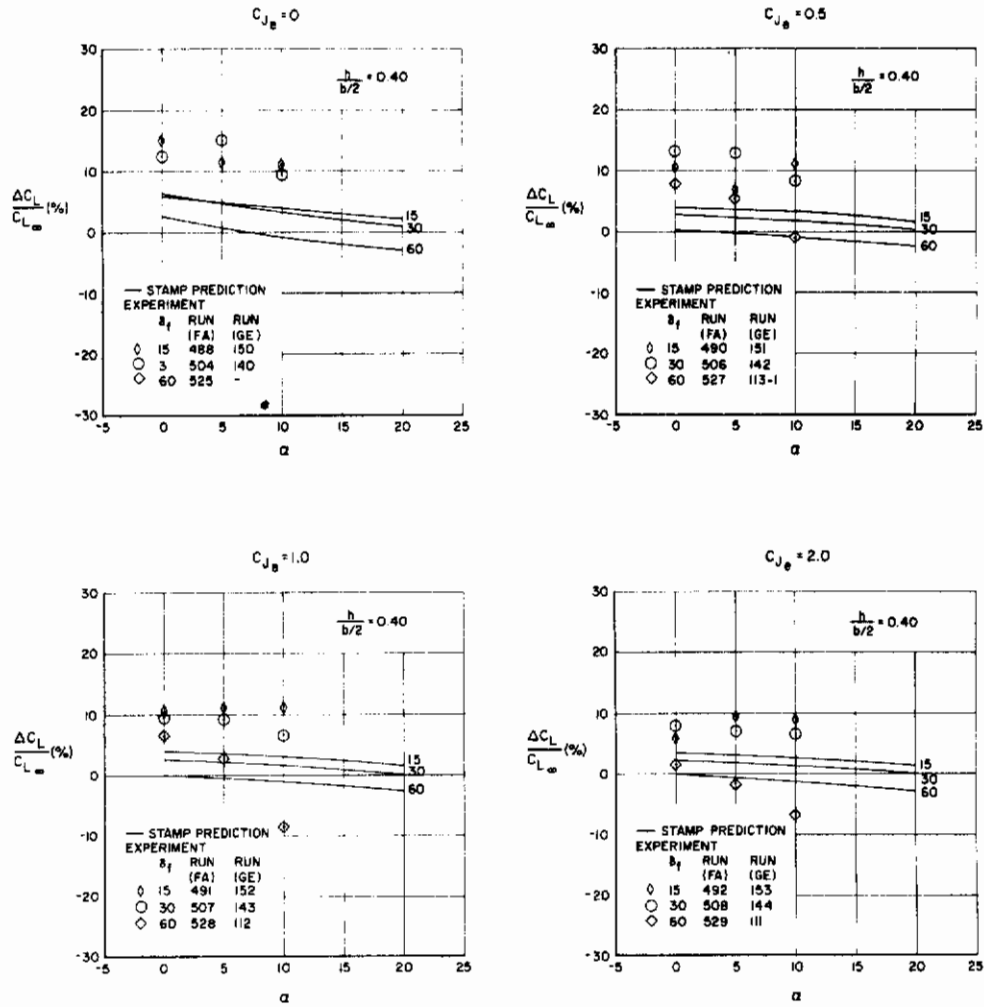 C_Je = 0
30
20
10
0
-10
-20
-30
ΔC_L/C_L∞ (%)
h/b/2 = 0.40
15
30
60
— STAMP PREDICTION
EXPERIMENT
δ_f RUN RUN
(FA) (GE)
◊ 15 488 150
○ 3 504 140
◇ 60 525 -
-5 0 5 10 15 20 25
α
C_Je = 0.5
30
20
10
0
-10
-20
-30
ΔC_L/C_L∞ (%)
h/b/2 = 0.40
15
30
60
— STAMP PREDICTION
EXPERIMENT
δ_f RUN RUN
(FA) (GE)
◊ 15 490 151
○ 30 506 142
◇ 60 527 113-1
-5 0 5 10 15 20 25
α
C_Je = 1.0
30
20
10
0
-10
-20
-30
ΔC_L/C_L∞ (%)
h/b/2 = 0.40
15
30
60
— STAMP PREDICTION
EXPERIMENT
δ_f RUN RUN
(FA) (GE)
◊ 15 491 152
○ 30 507 143
◇ 60 528 112
-5 0 5 10 15 20 25
α
C_Je = 2.0
30
20
10
0
-10
-20
-30
ΔC_L/C_L∞ (%)
h/b/2 = 0.40
15
30
60
— STAMP PREDICTION
EXPERIMENT
δ_f RUN RUN
(FA) (GE)
◊ 15 492 153
○ 30 508 144
◇ 60 529 111
-5 0 5 10 15 20 25
α